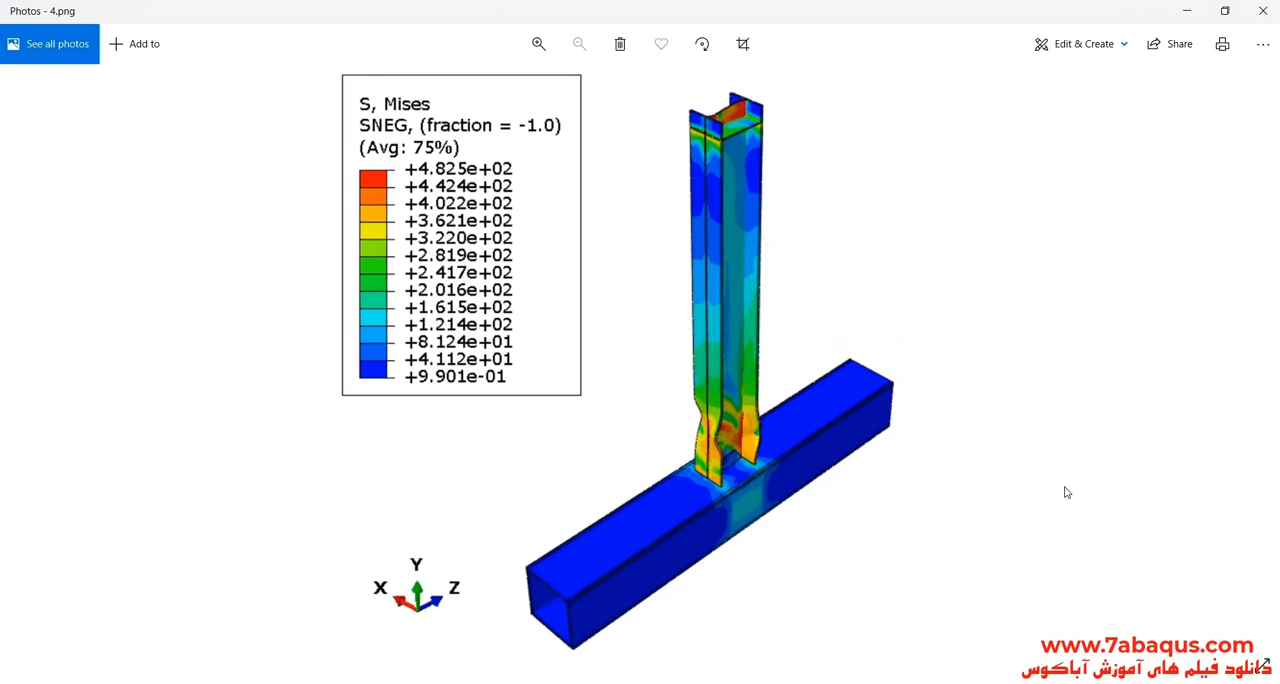 Photos - 4.png
See all photos
Add to
Edit & Create
Share
S, Mises
SNEG, (fraction = -1.0)
(Avg: 75%)
+4.825e+02
+4.424e+02
+4.022e+02
+3.621e+02
+3.220e+02
+2.819e+02
+2.417e+02
+2.016e+02
+1.615e+02
+1.214e+02
+8.124e+01
+4.112e+01
+9.901e-01
Y
X
Z
www.7abaqus.com
دانلود فیلم های آموزش آباکوس